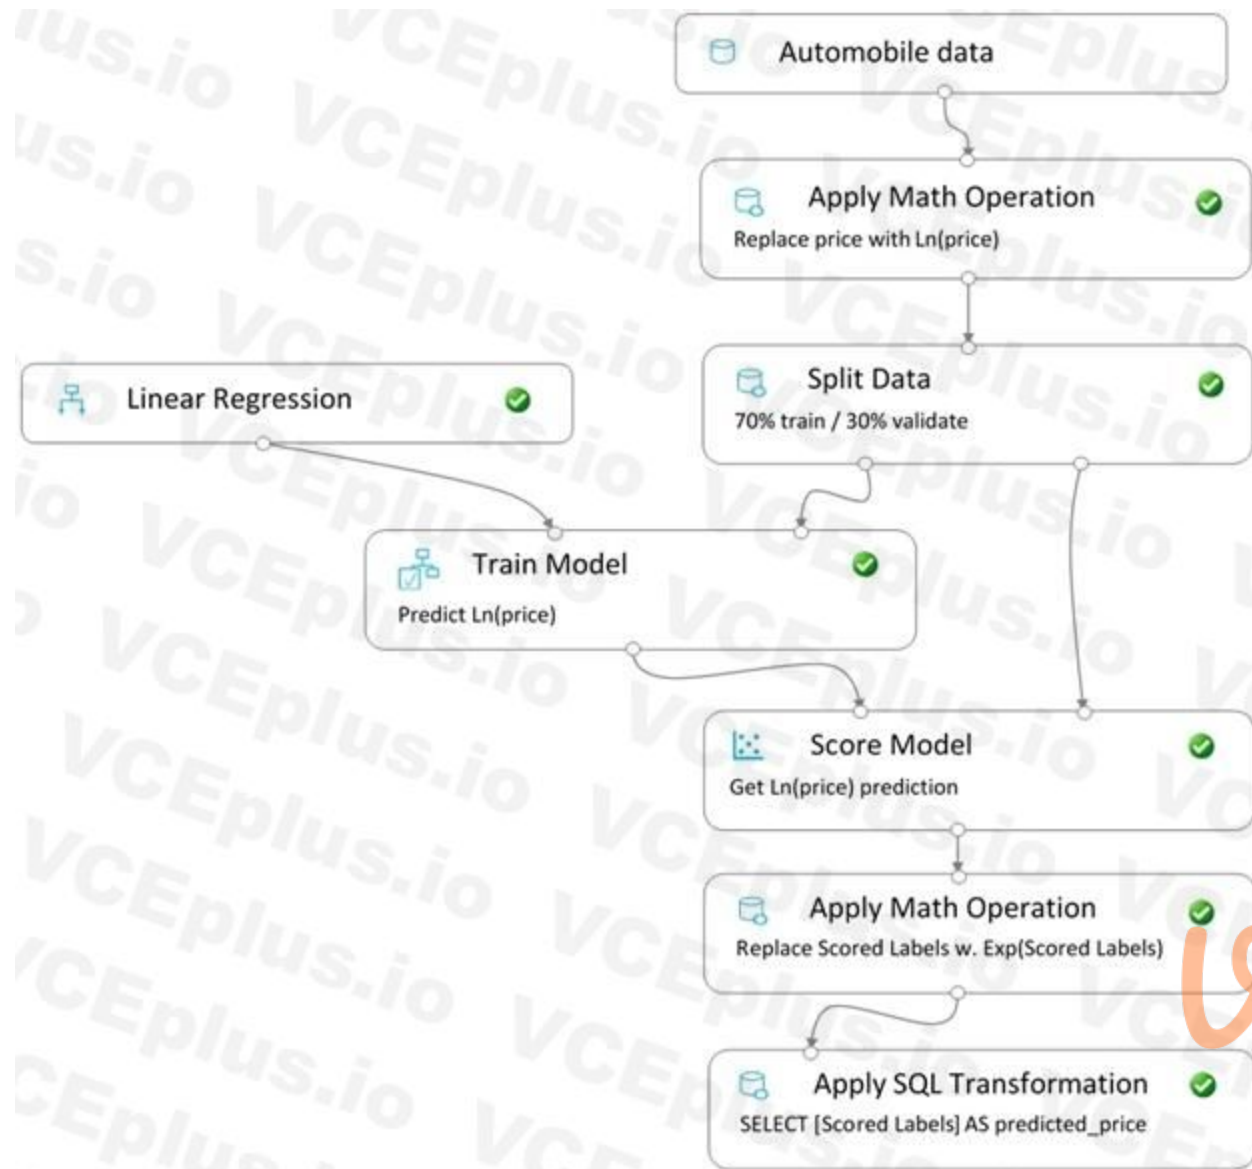 Automobile data
Apply Math Operation
Replace price with Ln(price)
Split Data
70% train / 30% validate
Linear Regression
Train Model
Predict Ln(price)
Score Model
Get Ln(price) prediction
Apply Math Operation
Replace Scored Labels w. Exp(Scored Labels)
Apply SQL Transformation
SELECT [Scored Labels] AS predicted_price
VCEplus.io